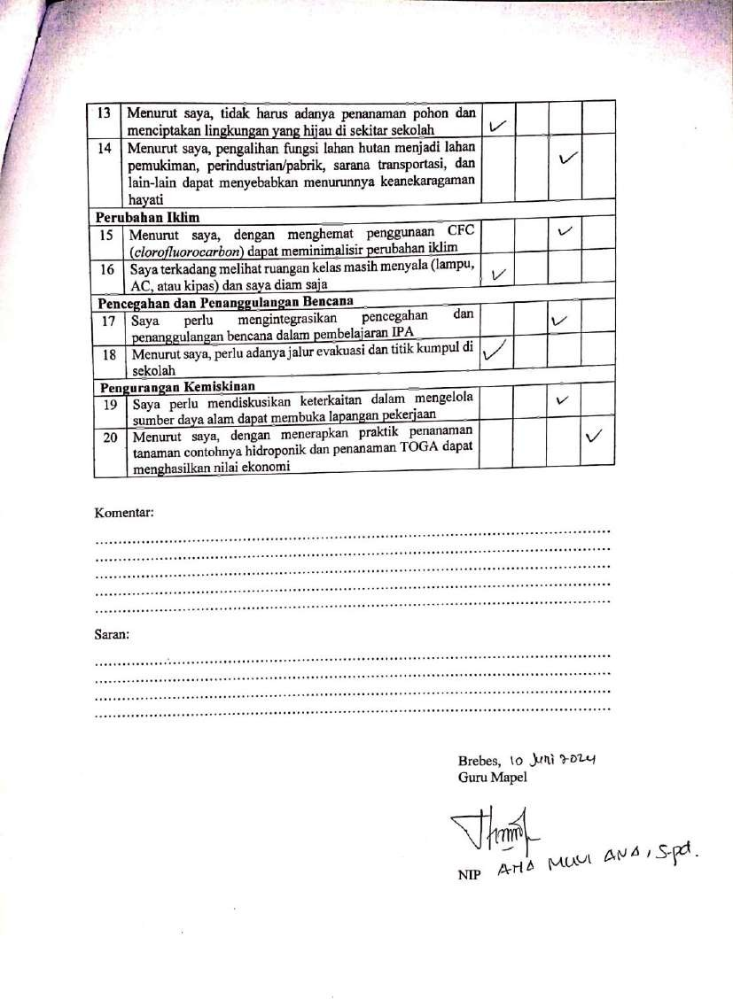 13 Menurut saya, tidak harus adanya penanaman pohon dan
menciptakan lingkungan yang hijau di sekitar sekolah ✓
14 Menurut saya, pengalihan fungsi lahan hutan menjadi lahan
pemukiman, perindustrian/pabrik, sarana transportasi, dan ✓
lain-lain dapat menyebabkan menurunnya keanekaragaman
hayati
Perubahan Iklim
15 Menurut saya, dengan menghemat penggunaan CFC ✓
(clorofluorocarbon) dapat meminimalisir perubahan iklim
16 Saya terkadang melihat ruangan kelas masih menyala (lampu,
AC, atau kipas) dan saya diam saja ✓
Pencegahan dan Penanggulangan Bencana
17 Saya perlu mengintegrasikan pencegahan dan ✓
penanggulangan bencana dalam pembelajaran IPA
18 Menurut saya, perlu adanya jalur evakuasi dan titik kumpul di ✓
sekolah
Pengurangan Kemiskinan
19 Saya perlu mendiskusikan keterkaitan dalam mengelola ✓
sumber daya alam dapat membuka lapangan pekerjaan
20 Menurut saya, dengan menerapkan praktik penanaman ✓
tanaman contohnya hidroponik dan penanaman TOGA dapat
menghasilkan nilai ekonomi
Komentar:
Saran:
Brebes, 10 Juni 2024
Guru Mapel
NIP , S.pd.